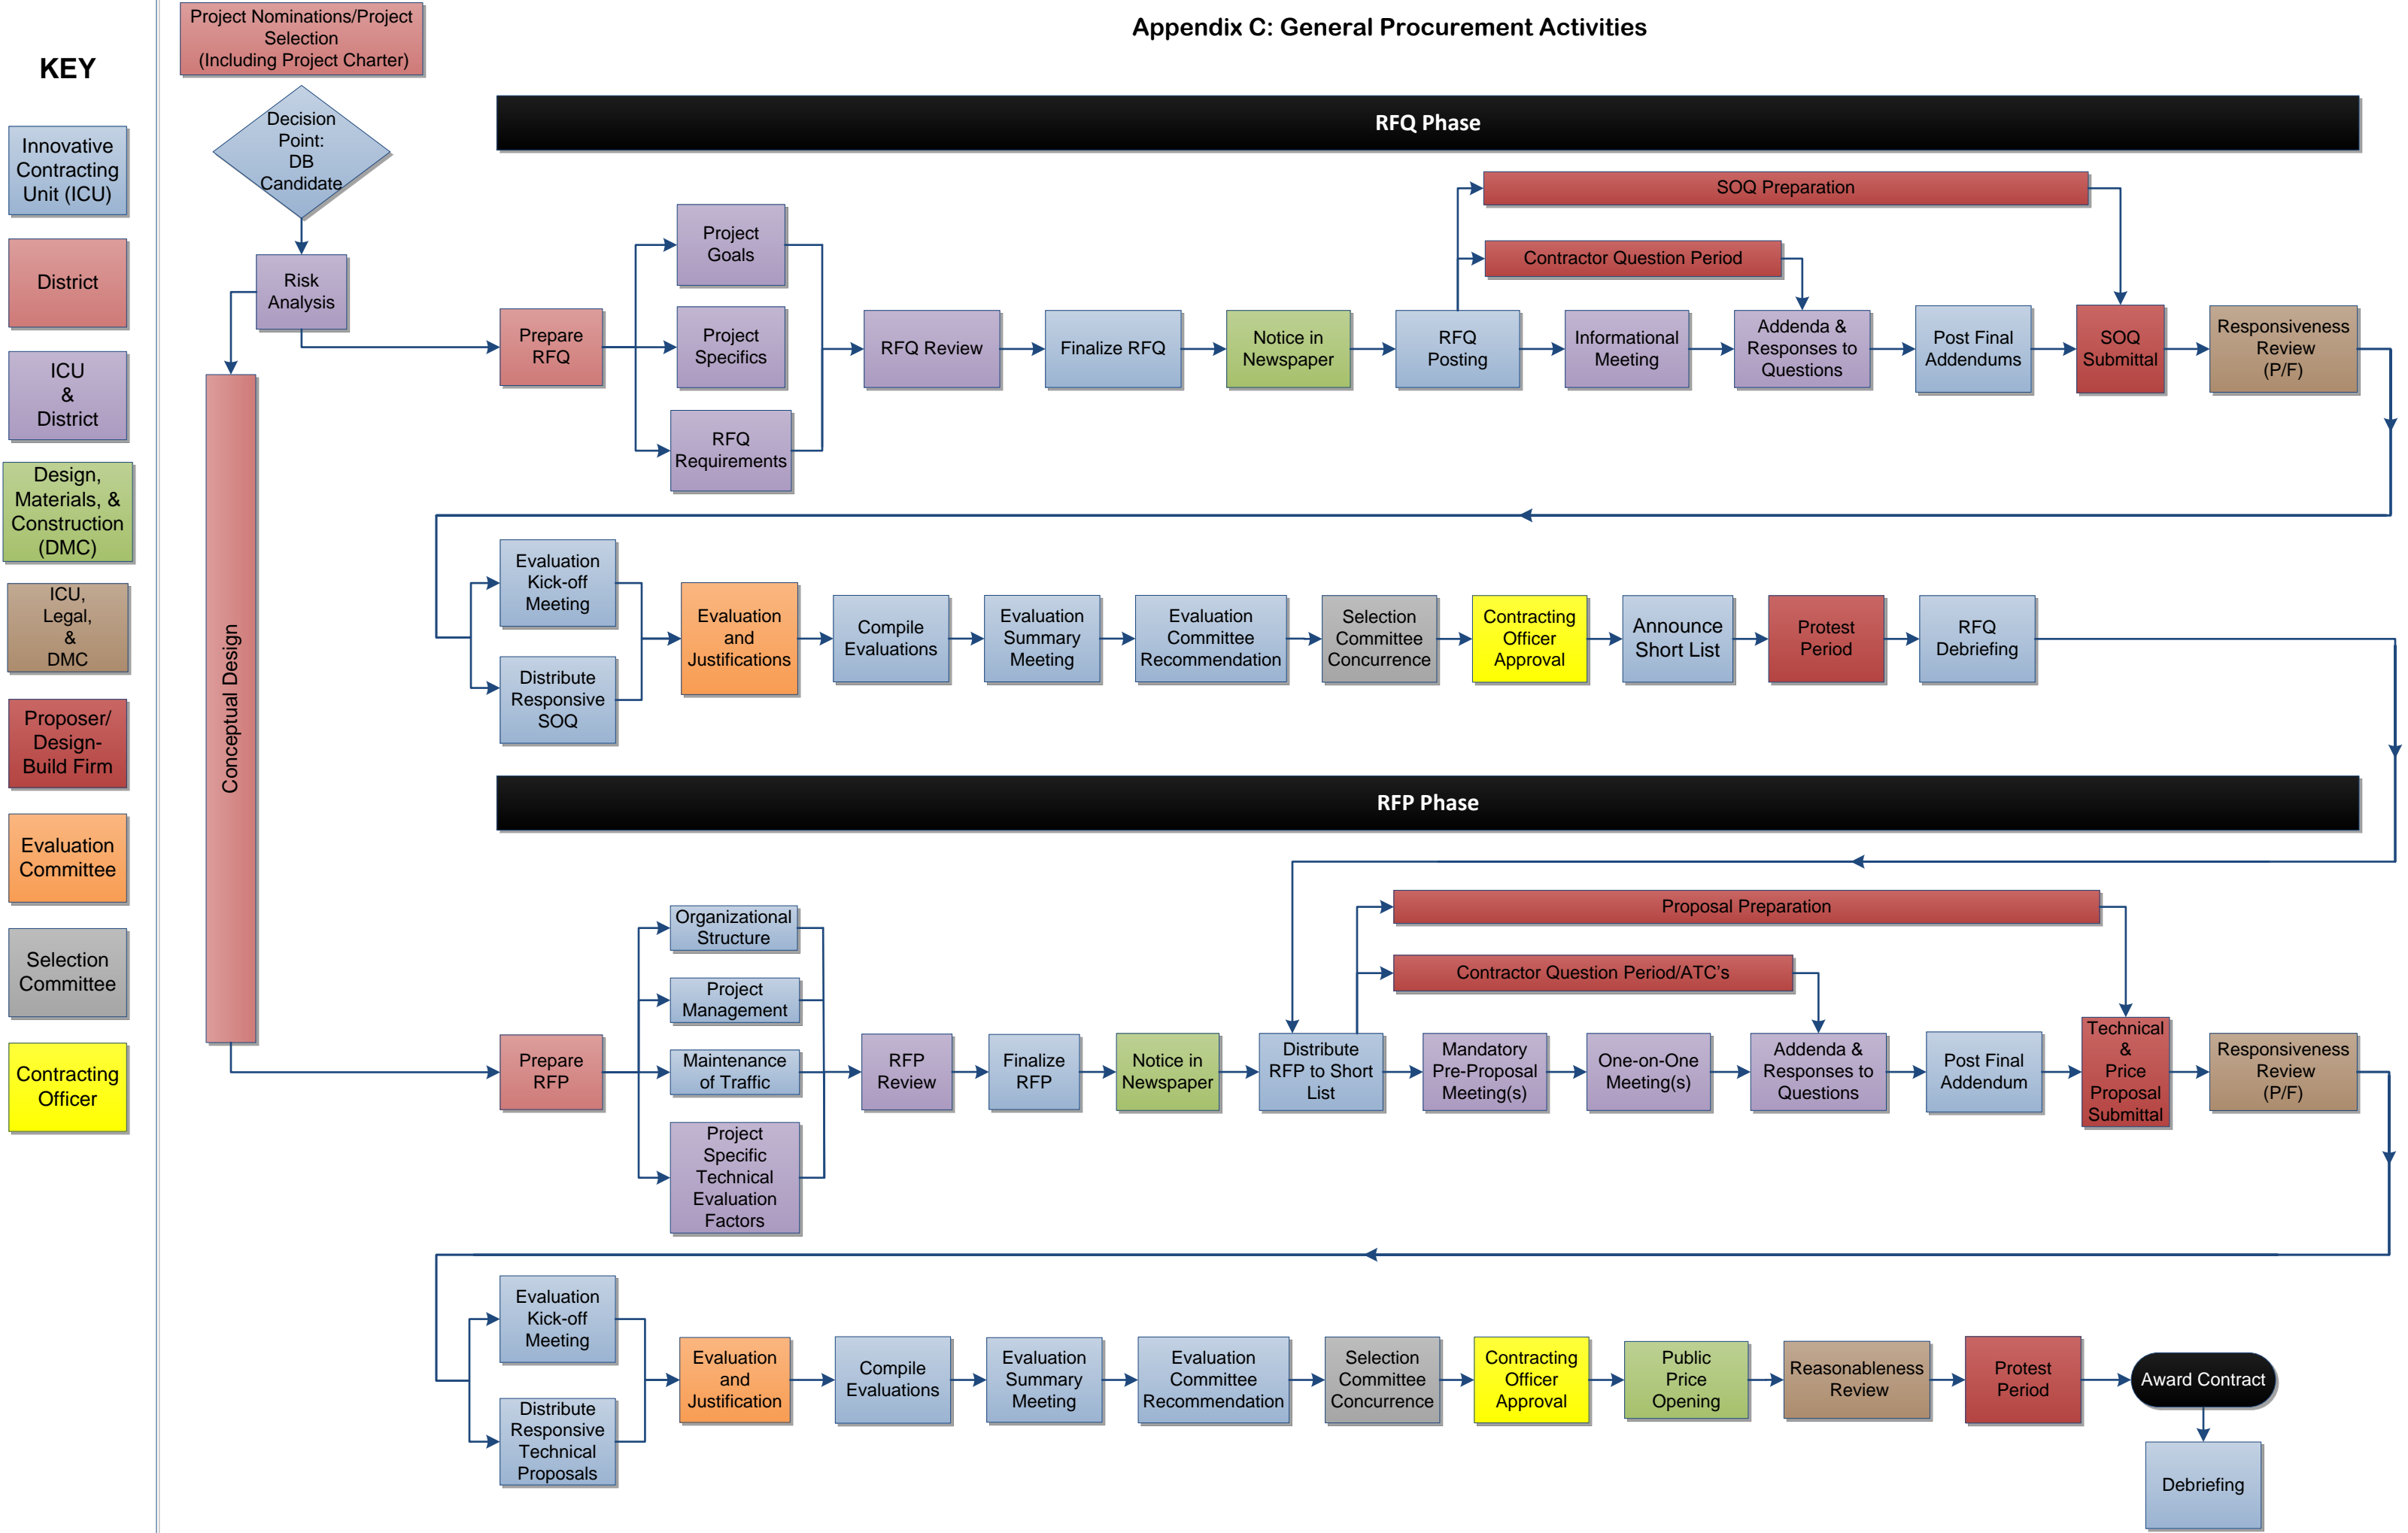 Appendix C: General Procurement Activities
KEY
Innovative
Contracting
Unit (ICU)
District
ICU
&
District
Design,
Materials, &
Construction
(DMC)
ICU,
Legal,
&
DMC
Proposer/
Design-
Build Firm
Evaluation
Committee
Selection
Committee
Contracting
Officer
Project Nominations/Project
Selection
(Including Project Charter)
Decision
Point:
DB
Candidate
Risk
Analysis
Conceptual Design
RFQ Phase
Prepare
RFQ
Project
Goals
Project
Specifics
RFQ
Requirements
RFQ Review
Finalize RFQ
Notice in
Newspaper
RFQ
Posting
SOQ Preparation
Contractor Question Period
Informational
Meeting
Addenda &
Responses to
Questions
Post Final
Addendums
SOQ
Submittal
Responsiveness
Review
(P/F)
Evaluation
Kick-off
Meeting
Distribute
Responsive
SOQ
Evaluation
and
Justifications
Compile
Evaluations
Evaluation
Summary
Meeting
Evaluation
Committee
Recommendation
Selection
Committee
Concurrence
Contracting
Officer
Approval
Announce
Short List
Protest
Period
RFQ
Debriefing
RFP Phase
Prepare
RFP
Organizational
Structure
Project
Management
Maintenance
of Traffic
Project
Specific
Technical
Evaluation
Factors
RFP
Review
Finalize
RFP
Notice in
Newspaper
Distribute
RFP to Short
List
Proposal Preparation
Contractor Question Period/ATC's
Mandatory
Pre-Proposal
Meeting(s)
One-on-One
Meeting(s)
Addenda &
Responses to
Questions
Post Final
Addendum
Technical
&
Price
Proposal
Submittal
Responsiveness
Review
(P/F)
Evaluation
Kick-off
Meeting
Distribute
Responsive
Technical
Proposals
Evaluation
and
Justification
Compile
Evaluations
Evaluation
Summary
Meeting
Evaluation
Committee
Recommendation
Selection
Committee
Concurrence
Contracting
Officer
Approval
Public
Price
Opening
Reasonableness
Review
Protest
Period
Award Contract
Debriefing